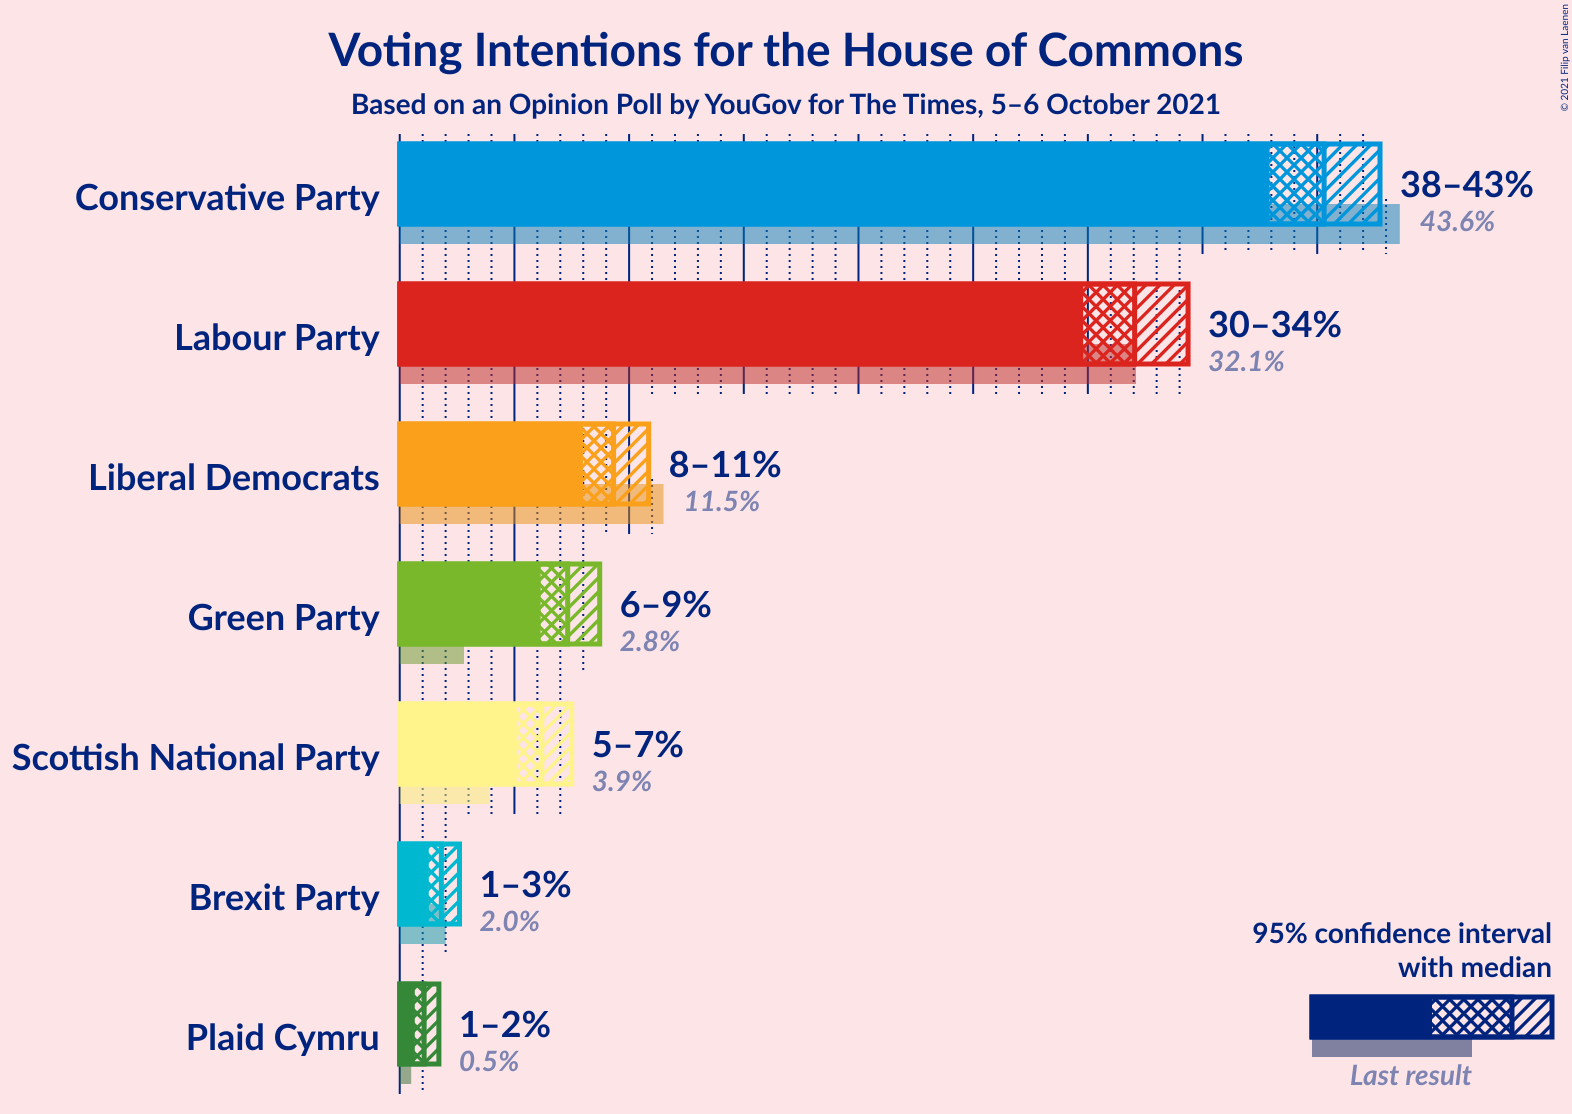 Voting Intentions for the House of Commons
Based on an Opinion Poll by YouGov for The Times, 5–6 October 2021
© 2021 Filip van Laenen
Conservative Party
38–43%
43.6%
Labour Party
30–34%
32.1%
Liberal Democrats
8–11%
11.5%
Green Party
6–9%
2.8%
Scottish National Party
5–7%
3.9%
Brexit Party
1–3%
2.0%
Plaid Cymru
1–2%
0.5%
95% confidence interval
with median
Last result